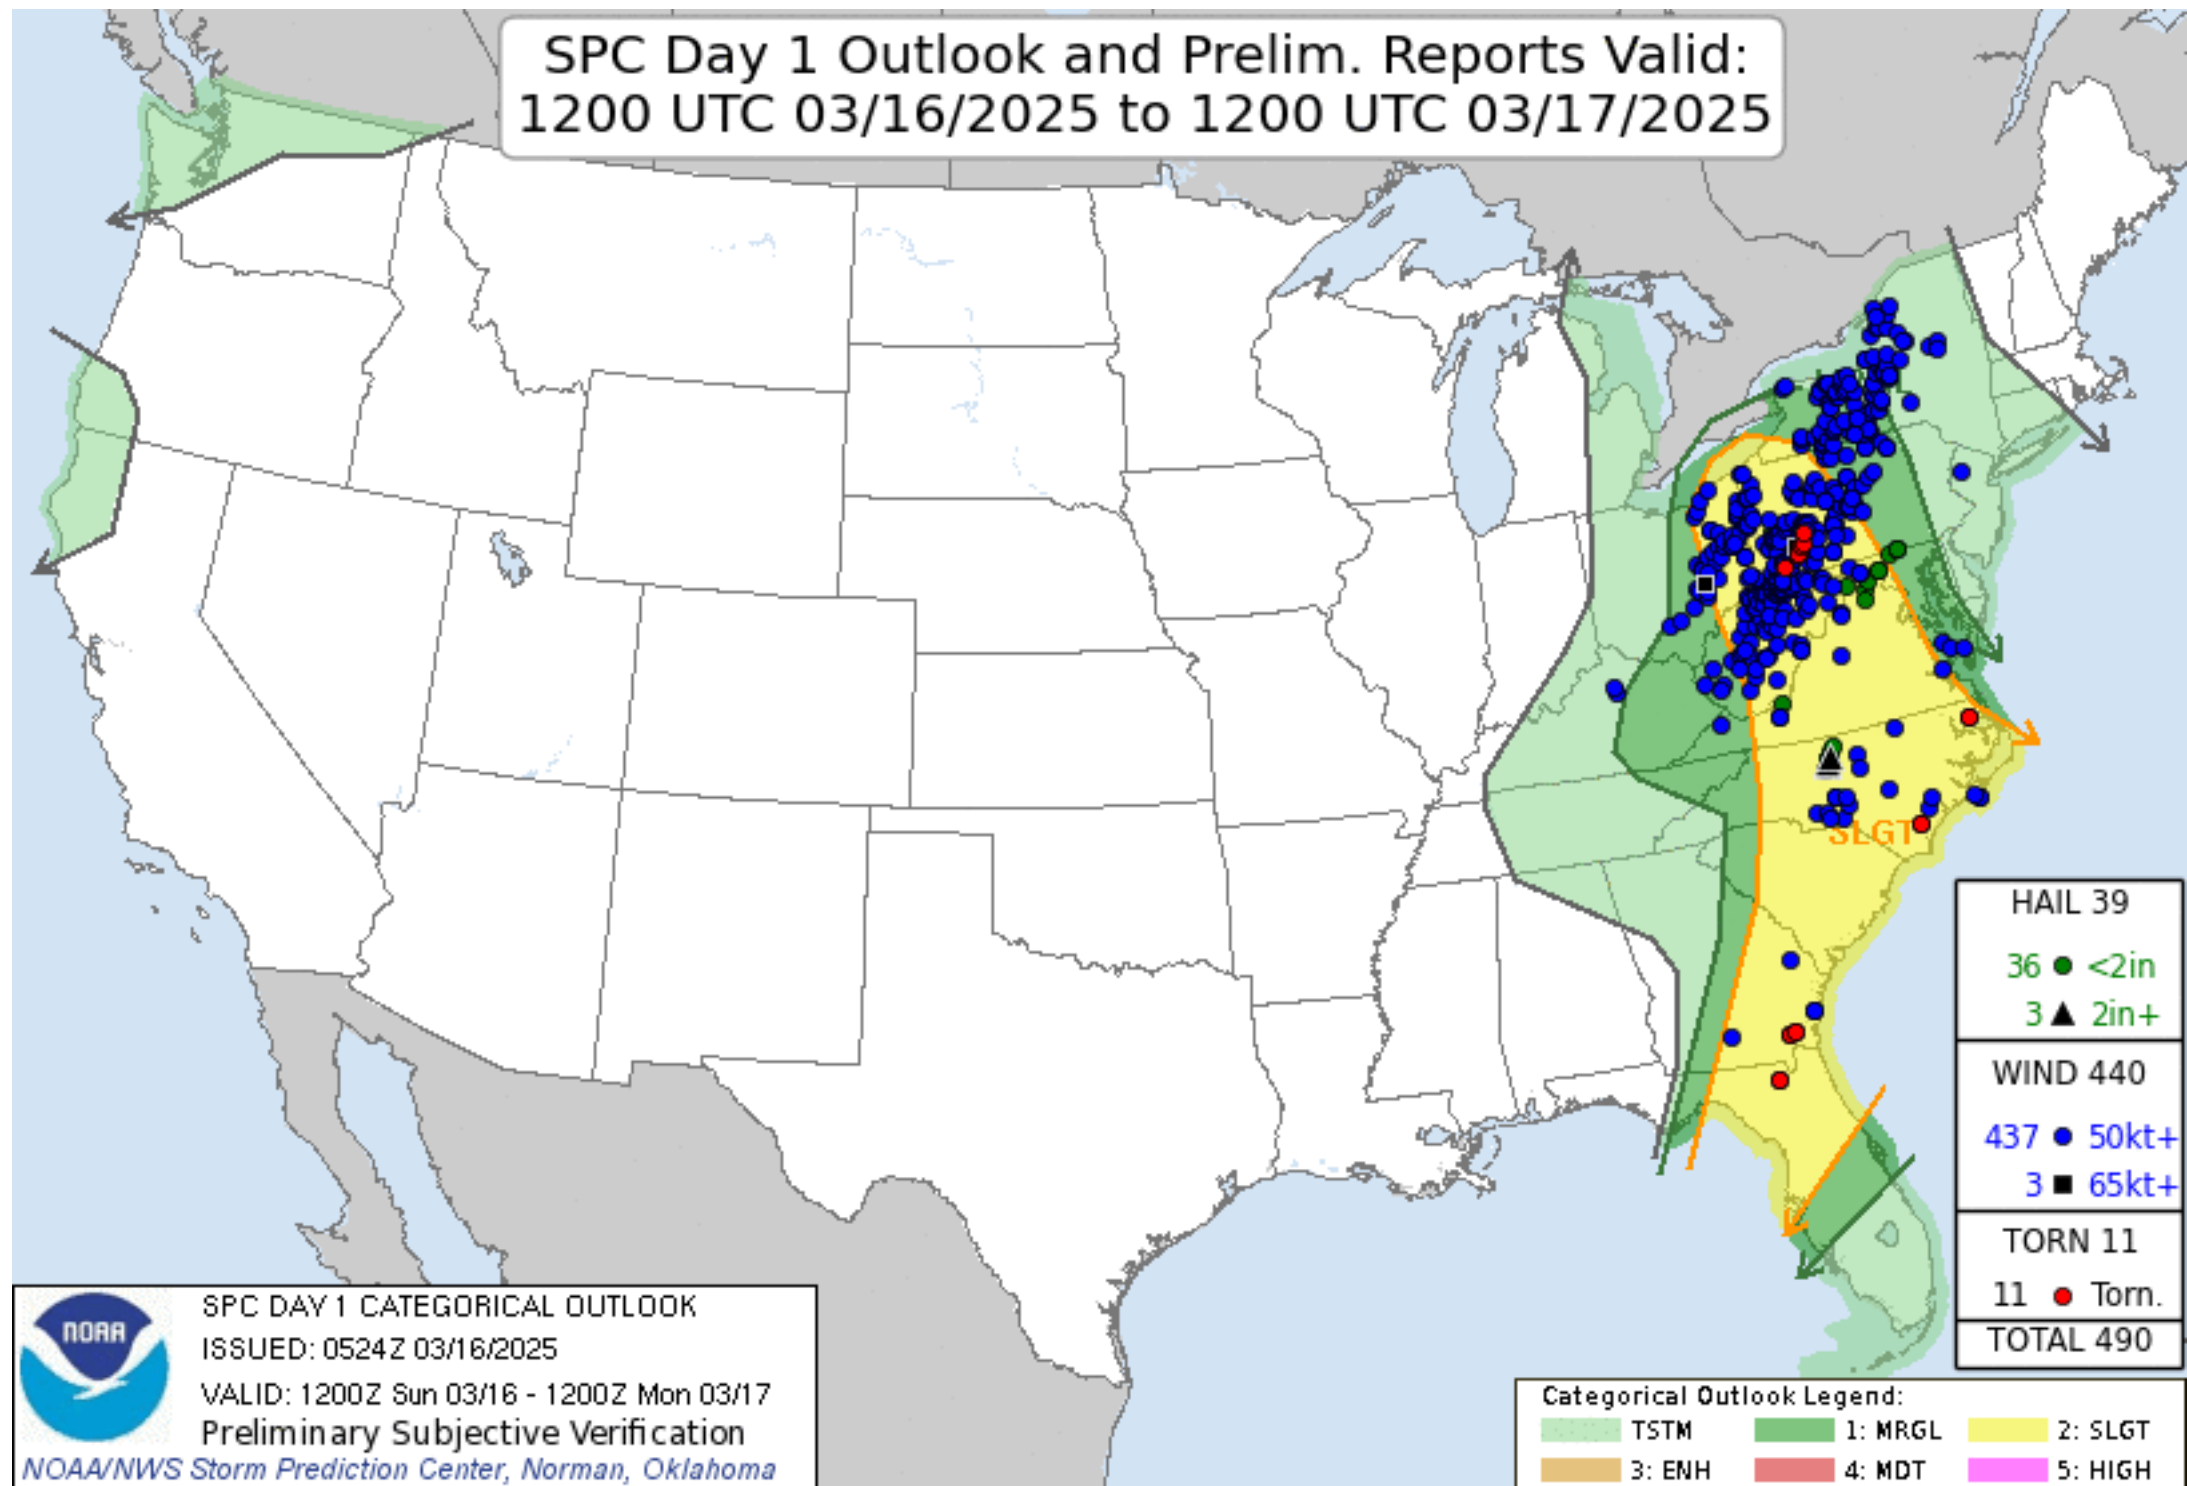 SPC Day 1 Outlook and Prelim. Reports Valid:
1200 UTC 03/16/2025 to 1200 UTC 03/17/2025
SLGT
HAIL 39
36 <2in
3 2in+
WIND 440
437 50kt+
3 65kt+
TORN 11
11 Torn.
TOTAL 490
NOAA
SPC DAY 1 CATEGORICAL OUTLOOK
ISSUED: 0524Z 03/16/2025
VALID: 1200Z Sun 03/16 - 1200Z Mon 03/17
Preliminary Subjective Verification
NOAA/NWS Storm Prediction Center, Norman, Oklahoma
Categorical Outlook Legend:
TSTM 1: MRGL 2: SLGT
3: ENH 4: MDT 5: HIGH